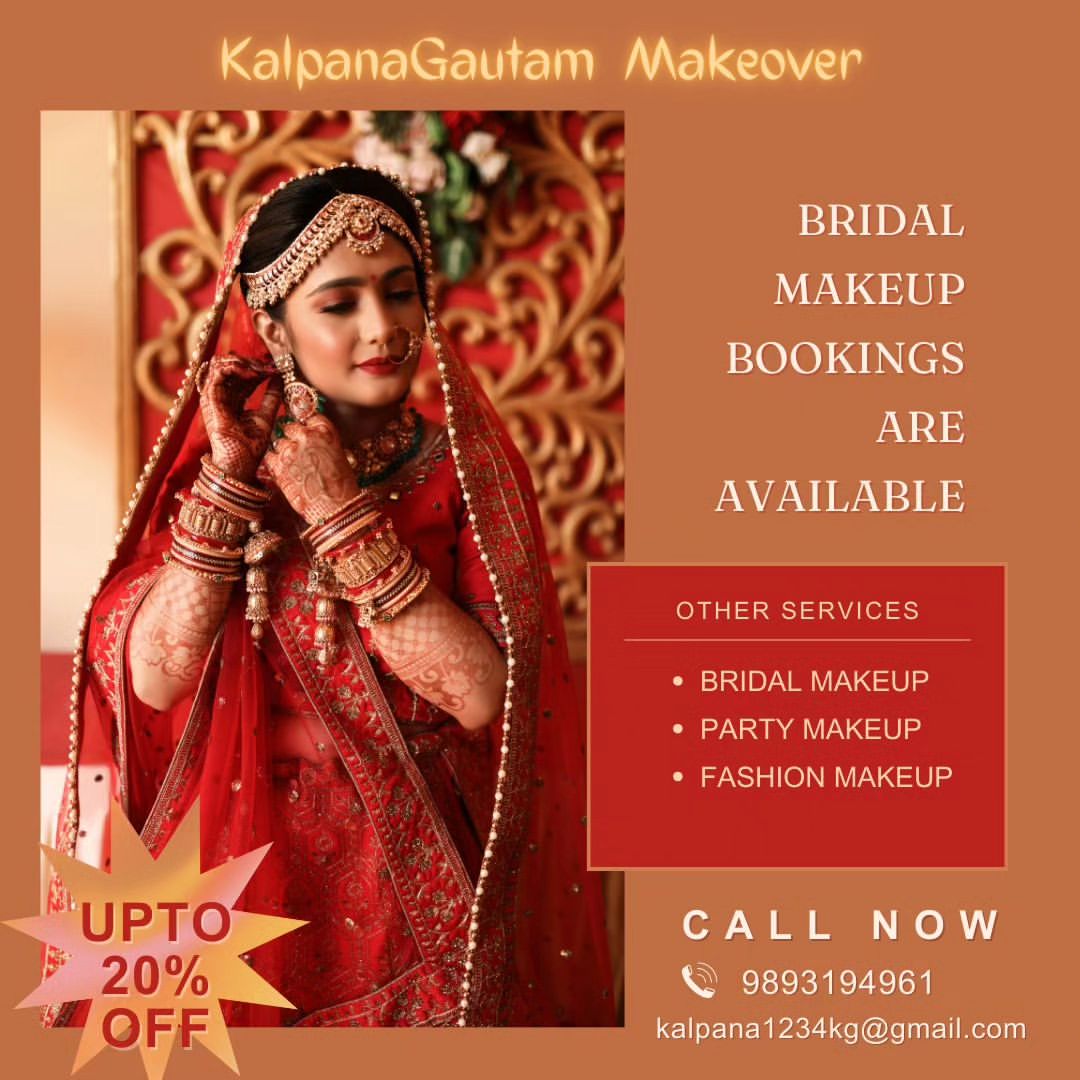 KalpanaGautam Makeover
BRIDAL
MAKEUP
BOOKINGS
ARE
AVAILABLE
OTHER SERVICES
• BRIDAL MAKEUP
• PARTY MAKEUP
• FASHION MAKEUP
UPTO
20%
OFF
CALL NOW
9893194961
kalpana1234kg@gmail.com